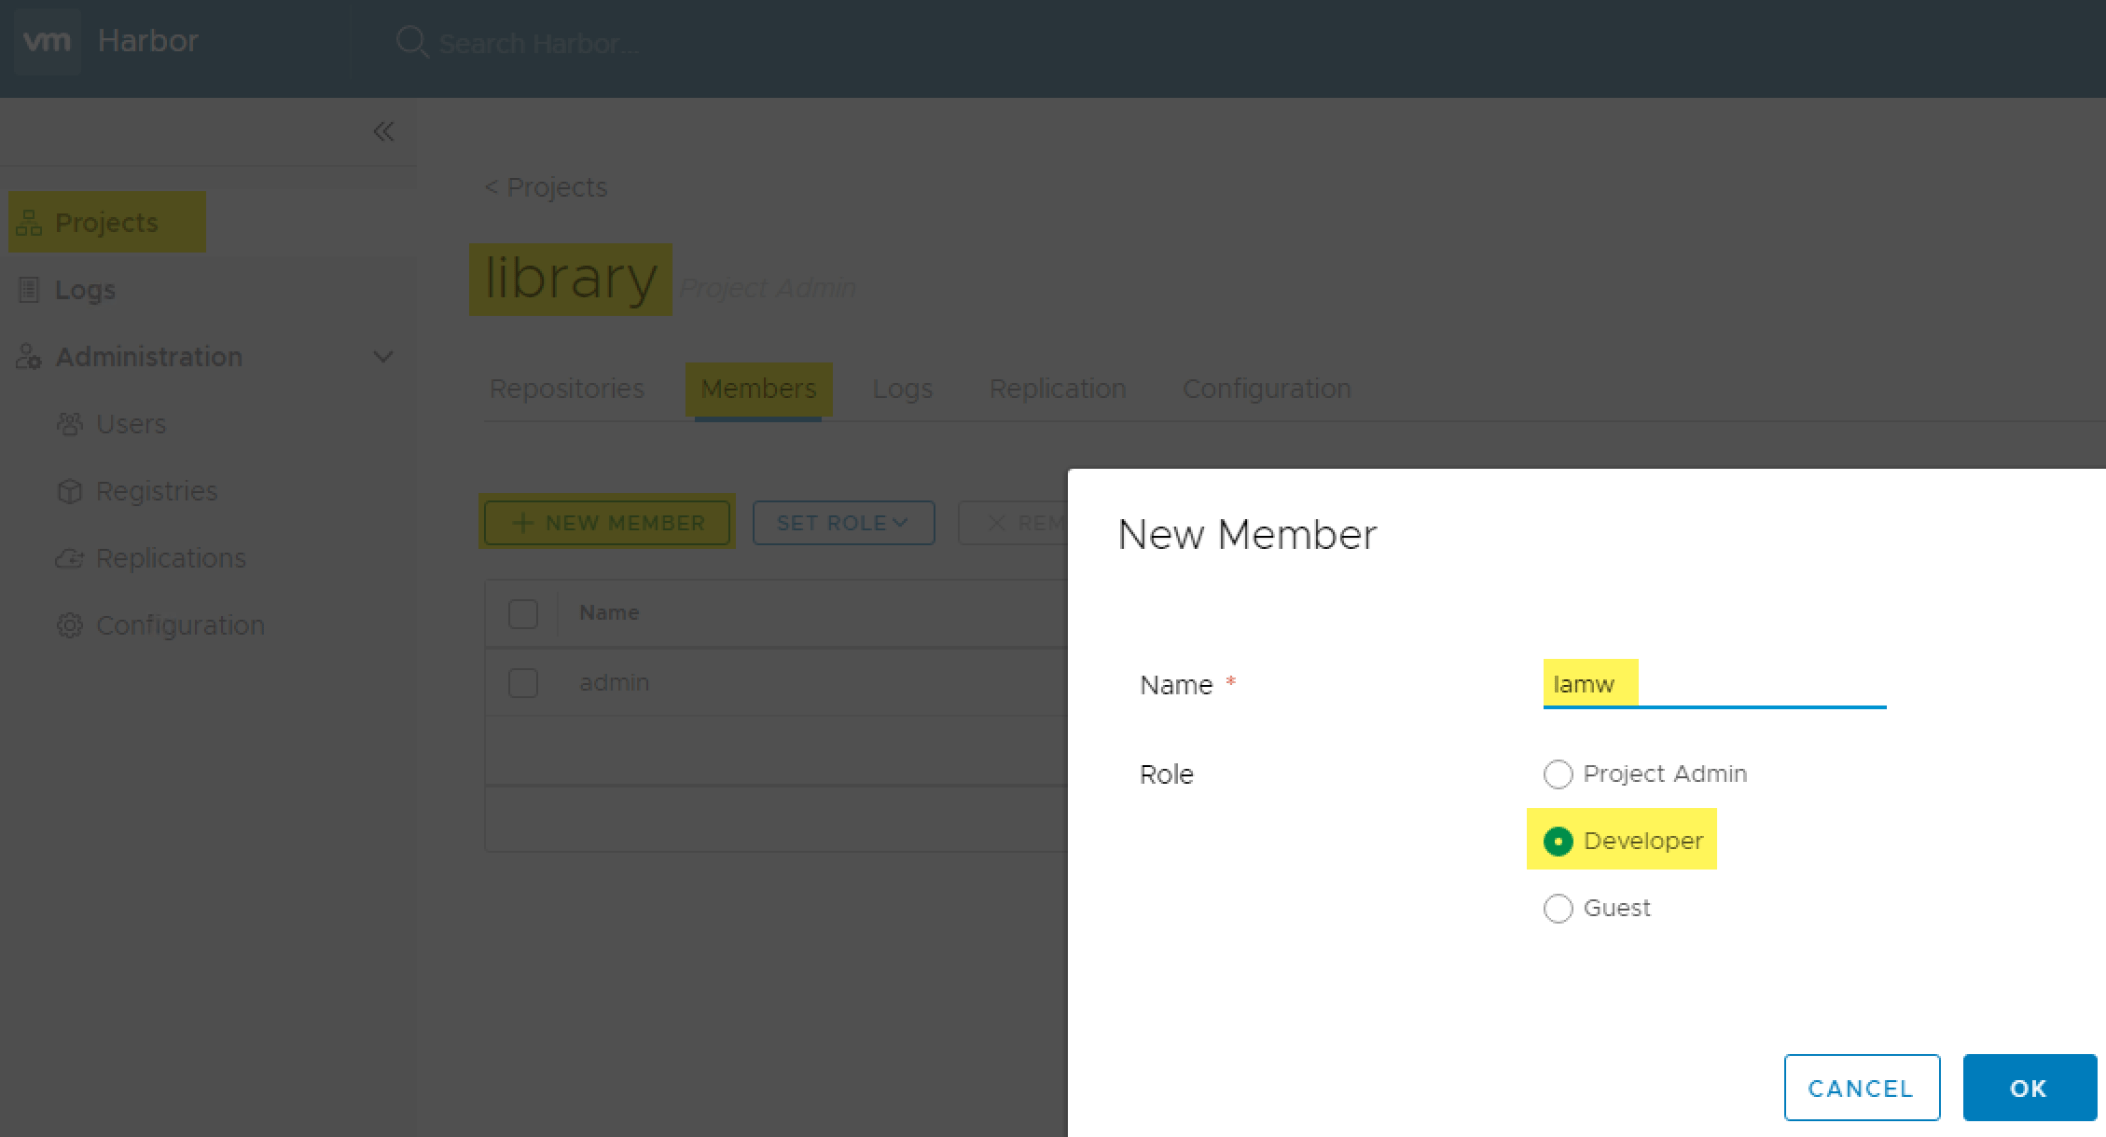 vm Harbor
Search Harbor...
Projects
Logs
Administration
Users
Registries
Replications
Configuration
< Projects
library Project Admin
Repositories Members Logs Replication Configuration
+ NEW MEMBER SET ROLE × REM
Name
admin
New Member
Name * lamw
Role
Project Admin
Developer
Guest
CANCEL OK